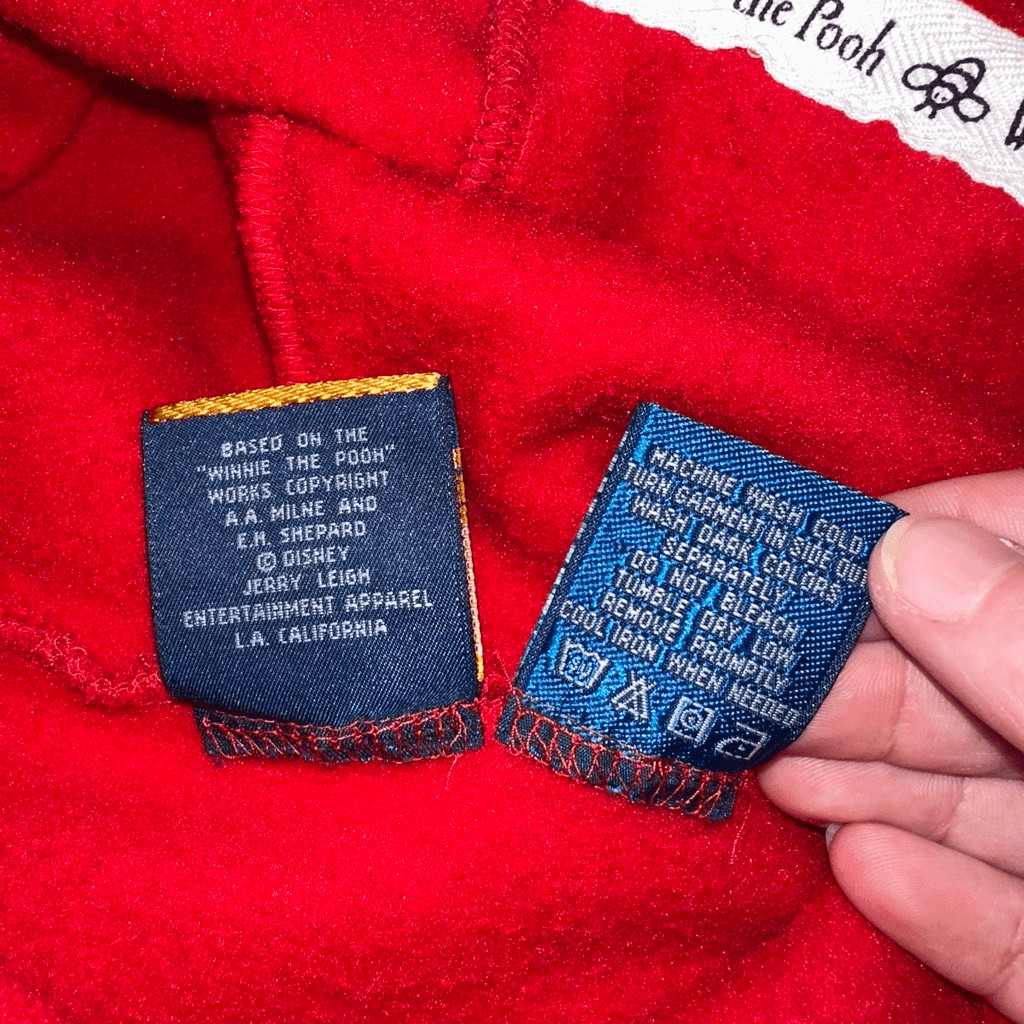 the Pooh W
BASED ON THE
"WINNIE THE POOH"
WORKS COPYRIGHT
A.A. MILNE AND
E.H. SHEPARD
© DISNEY
JERRY LEIGH
ENTERTAINMENT APPAREL
L.A. CALIFORNIA
MACHINE WASH COLD
TURN GARMENT IN SIDE OUT
WASH DARK COLORS
SEPARATELY.
DO NOT BLEACH
TUMBLE DRY LOW.
REMOVE PROMPTLY.
COOL IRON WHEN NEEDED